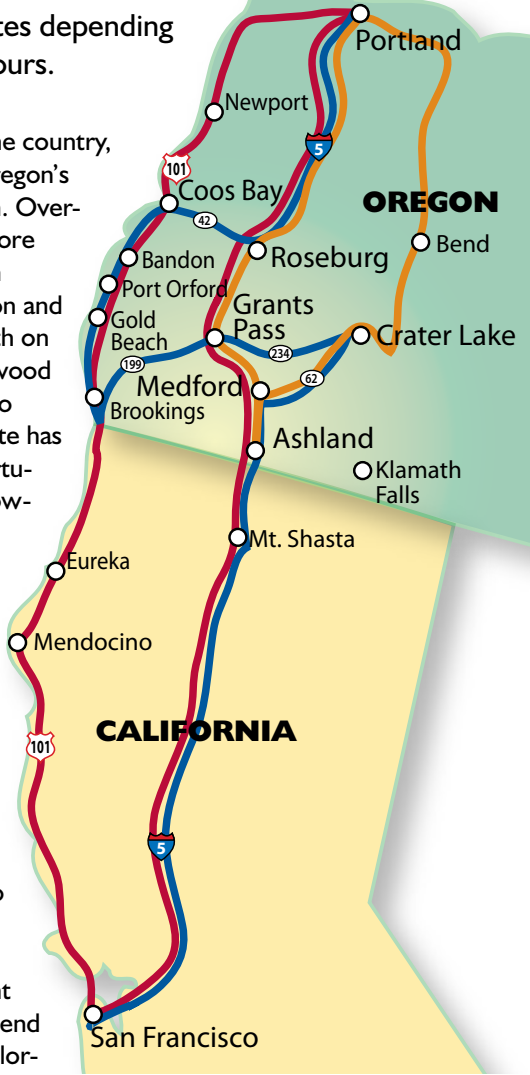 tes depending
ours.
e country,
regon's
. Over-
ore
on and
h on
wood
o
te has
rtu-
ow-
o
nt
end
lor-
Portland
Newport
5
101
Coos Bay
OREGON
42
Bend
Roseburg
Bandon
Port Orford
Grants
Pass
Gold
Beach
Crater Lake
234
199
62
Medford
Brookings
Ashland
Klamath
Falls
Mt. Shasta
Eureka
Mendocino
CALIFORNIA
101
5
San Francisco